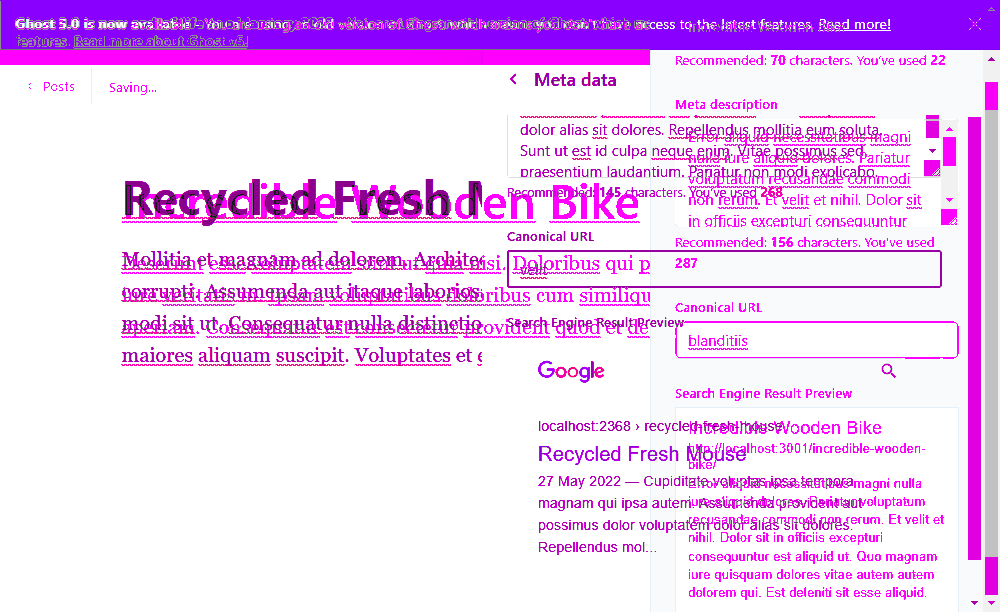 Ghost 5.0 is now available. You are using an old version of Ghost which means you don't have access to the latest features. Read more!
features. Read more about Ghost v5!
Posts
Saving...
Meta data
Recommended: 70 characters. You've used 22
Meta description
dolor alias sit dolores. Repellendus mollitia eum soluta.
Sunt ut est id culpa neque enim. Vitae possimus sed
praesentium laudantium. Pariatur non modi explicabo.
Error aliquid necessitatibus magni
nulla iure aliquid dolores. Pariatur
voluptatum recusandae commodi
non rerum. Et velit et nihil. Dolor sit
in officiis excepturi consequuntur
Recommended: 145 characters. You've used 268
Recommended: 156 characters. You've used
287
Recycled Fresh M
Incredible Wooden Bike
Mollitia et magnam ad dolorem. Archite
corrupti. Assumenda aut itaque laborios
modi sit ut. Consequatur nulla distinctio
maiores aliquam suscipit. Voluptates et e
Canonical URL
velit
Canonical URL
blanditiis
Search Engine Result Preview
Google
localhost:2368 › recycled-fresh-mouse
Recycled Fresh Mouse
27 May 2022 — Cupiditate voluptas ipsa tempora
magnam qui ipsa autem. Assumenda provident aut
possimus dolor voluptatem dolor alias sit dolores.
Repellendus mol...
Search Engine Result Preview
Incredible Wooden Bike
http://localhost:3001/incredible-wooden-
bike/
Error aliquid necessitatibus magni nulla
iure aliquid dolores. Pariatur voluptatum
recusandae commodi non rerum. Et velit et
nihil. Dolor sit in officiis excepturi
consequuntur est aliquid ut. Quo magnam
iure quisquam dolores vitae autem autem
dolorem qui. Est deleniti sit esse aliquid.